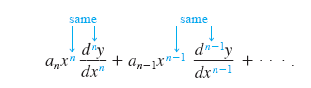 same same
aₙxⁿ dⁿy/dxⁿ + aₙ₋₁xⁿ⁻¹ dⁿ⁻¹y/dxⁿ⁻¹ + · · · .